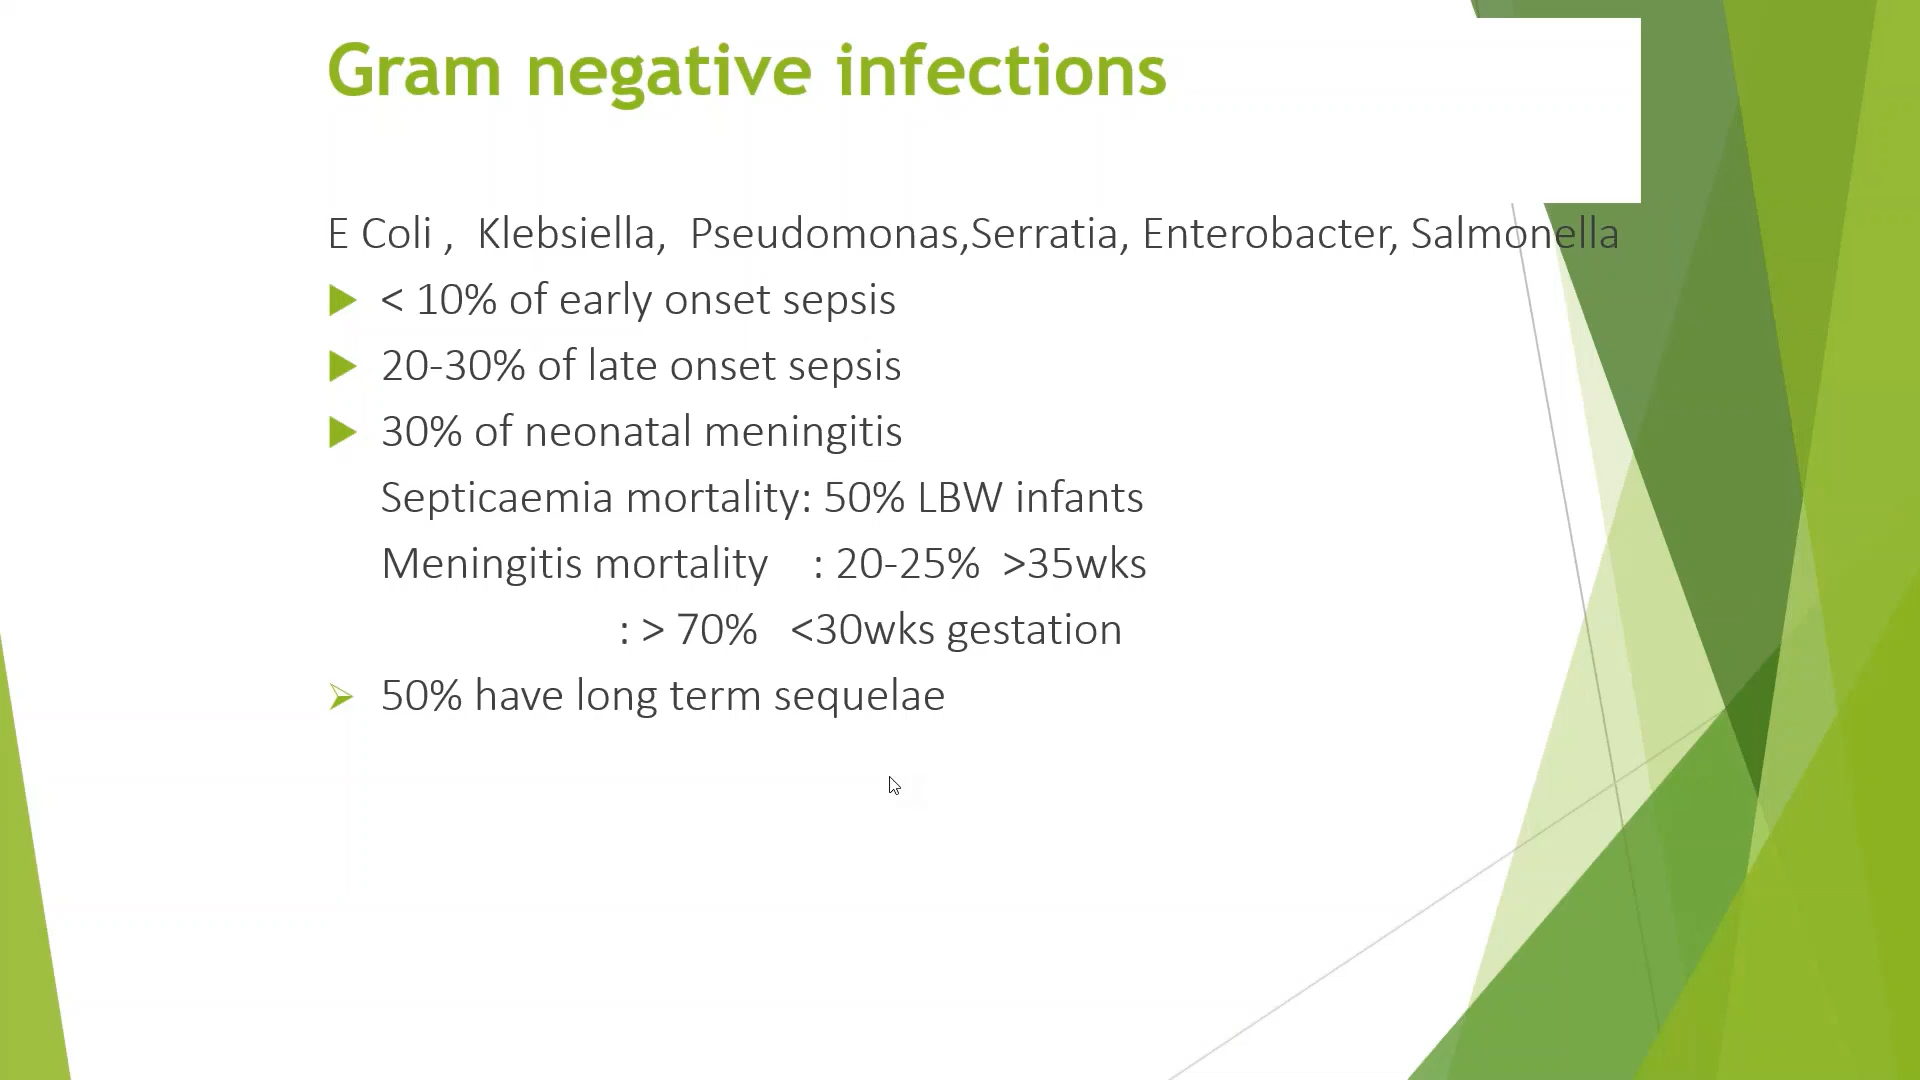 Gram negative infections
E Coli , Klebsiella, Pseudomonas,Serratia, Enterobacter, Salmonella
< 10% of early onset sepsis
20-30% of late onset sepsis
30% of neonatal meningitis
Septicaemia mortality: 50% LBW infants
Meningitis mortality : 20-25% >35wks
: > 70% <30wks gestation
50% have long term sequelae